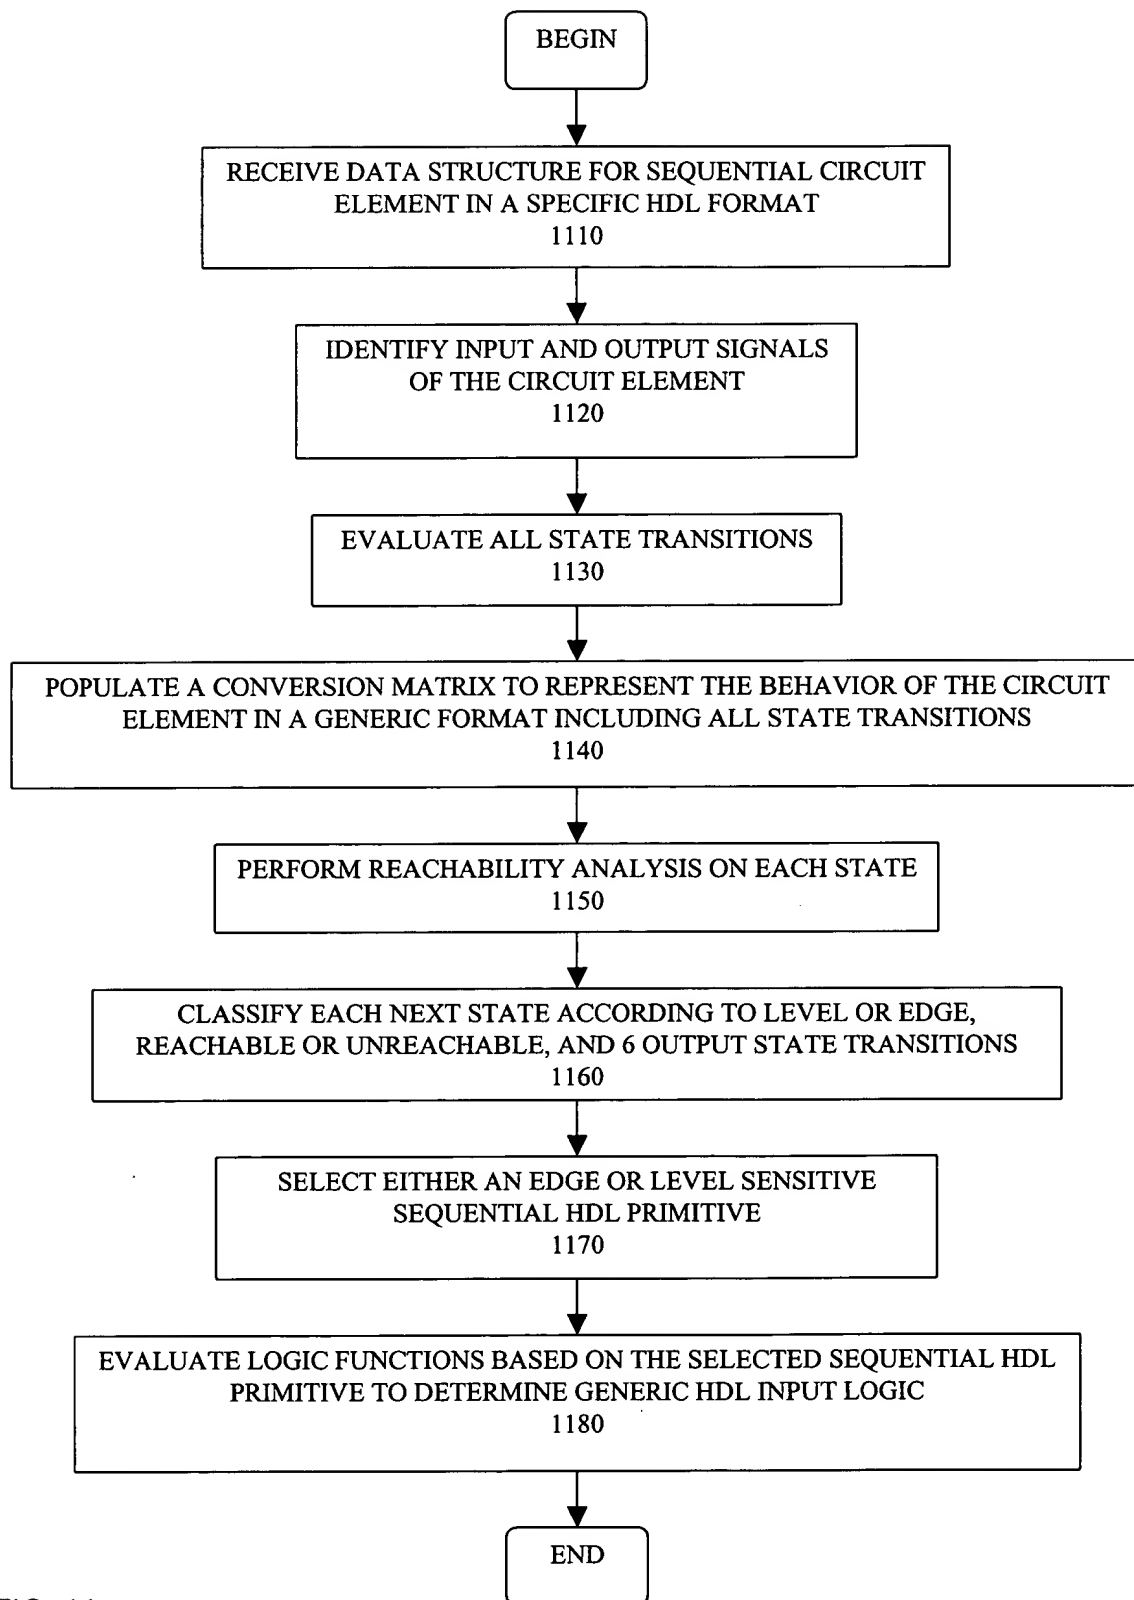 BEGIN
RECEIVE DATA STRUCTURE FOR SEQUENTIAL CIRCUIT
ELEMENT IN A SPECIFIC HDL FORMAT
1110
IDENTIFY INPUT AND OUTPUT SIGNALS
OF THE CIRCUIT ELEMENT
1120
EVALUATE ALL STATE TRANSITIONS
1130
POPULATE A CONVERSION MATRIX TO REPRESENT THE BEHAVIOR OF THE CIRCUIT
ELEMENT IN A GENERIC FORMAT INCLUDING ALL STATE TRANSITIONS
1140
PERFORM REACHABILITY ANALYSIS ON EACH STATE
1150
CLASSIFY EACH NEXT STATE ACCORDING TO LEVEL OR EDGE,
REACHABLE OR UNREACHABLE, AND 6 OUTPUT STATE TRANSITIONS
1160
SELECT EITHER AN EDGE OR LEVEL SENSITIVE
SEQUENTIAL HDL PRIMITIVE
1170
EVALUATE LOGIC FUNCTIONS BASED ON THE SELECTED SEQUENTIAL HDL
PRIMITIVE TO DETERMINE GENERIC HDL INPUT LOGIC
1180
END